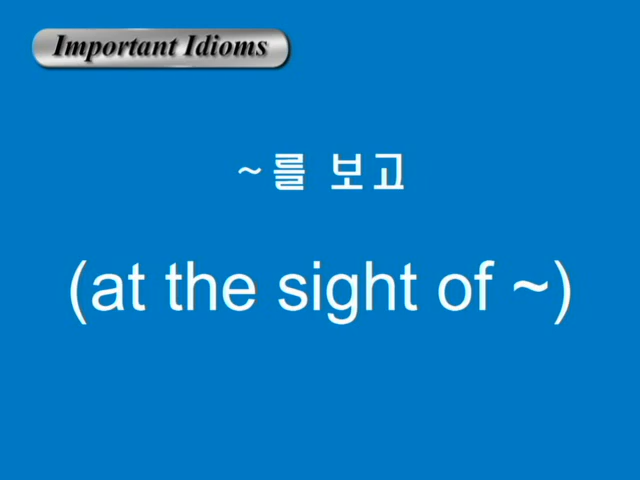 Important Idioms
~를 보고
(at the sight of ~)